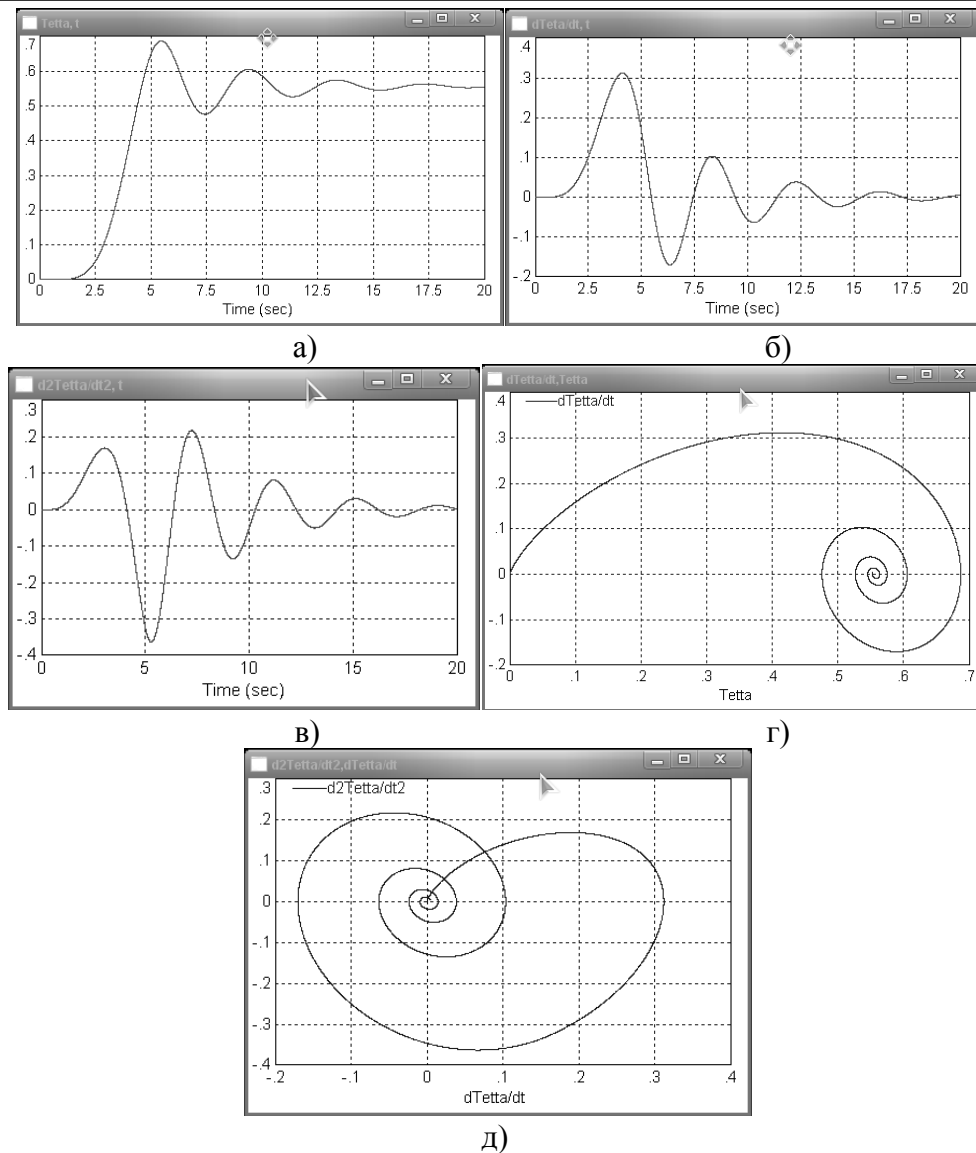 Tetta, t
.7
.6
.5
.4
.3
.2
.1
0
0 2.5 5 7.5 10 12.5 15 17.5 20
Time (sec)
а)
dTetta/dt, t
.4
.3
.2
.1
0
-.1
-.2
0 2.5 5 7.5 10 12.5 15 17.5 20
Time (sec)
б)
d2Tetta/dt2, t
.3
.2
.1
0
-.1
-.2
-.3
-.4
0 5 10 15 20
Time (sec)
в)
dTetta/dt,Tetta
dTetta/dt
.4
.3
.2
.1
0
-.1
-.2
0 .1 .2 .3 .4 .5 .6 .7
Tetta
г)
d2Tetta/dt2,dTetta/dt
d2Tetta/dt2
.3
.2
.1
0
-.1
-.2
-.3
-.4
-.2 -.1 0 .1 .2 .3 .4
dTetta/dt
д)